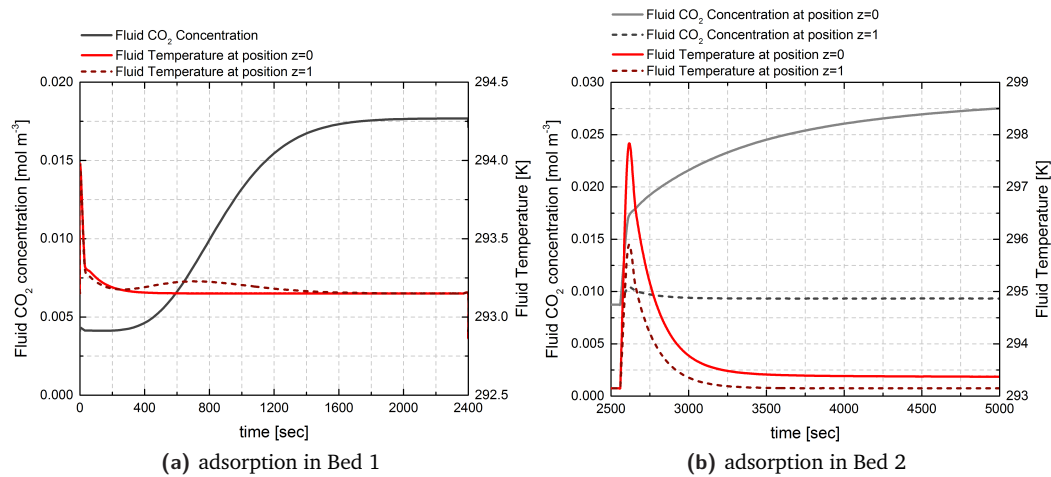 Fluid CO₂ Concentration
Fluid Temperature at position z=0
Fluid Temperature at position z=1
0.020
0.015
0.010
0.005
0.000
Fluid CO₂ concentration [mol m⁻³]
294.5
294.0
293.5
293.0
292.5
Fluid Temperature [K]
0 400 800 1200 1600 2000 2400
time [sec]
(a) adsorption in Bed 1
Fluid CO₂ Concentration at position z=0
Fluid CO₂ Concentration at position z=1
Fluid Temperature at position z=0
Fluid Temperature at position z=1
0.030
0.025
0.020
0.015
0.010
0.005
0.000
Fluid CO₂ concentration [mol m⁻³]
299
298
297
296
295
294
293
Fluid Temperature [K]
2500 3000 3500 4000 4500 5000
time [sec]
(b) adsorption in Bed 2